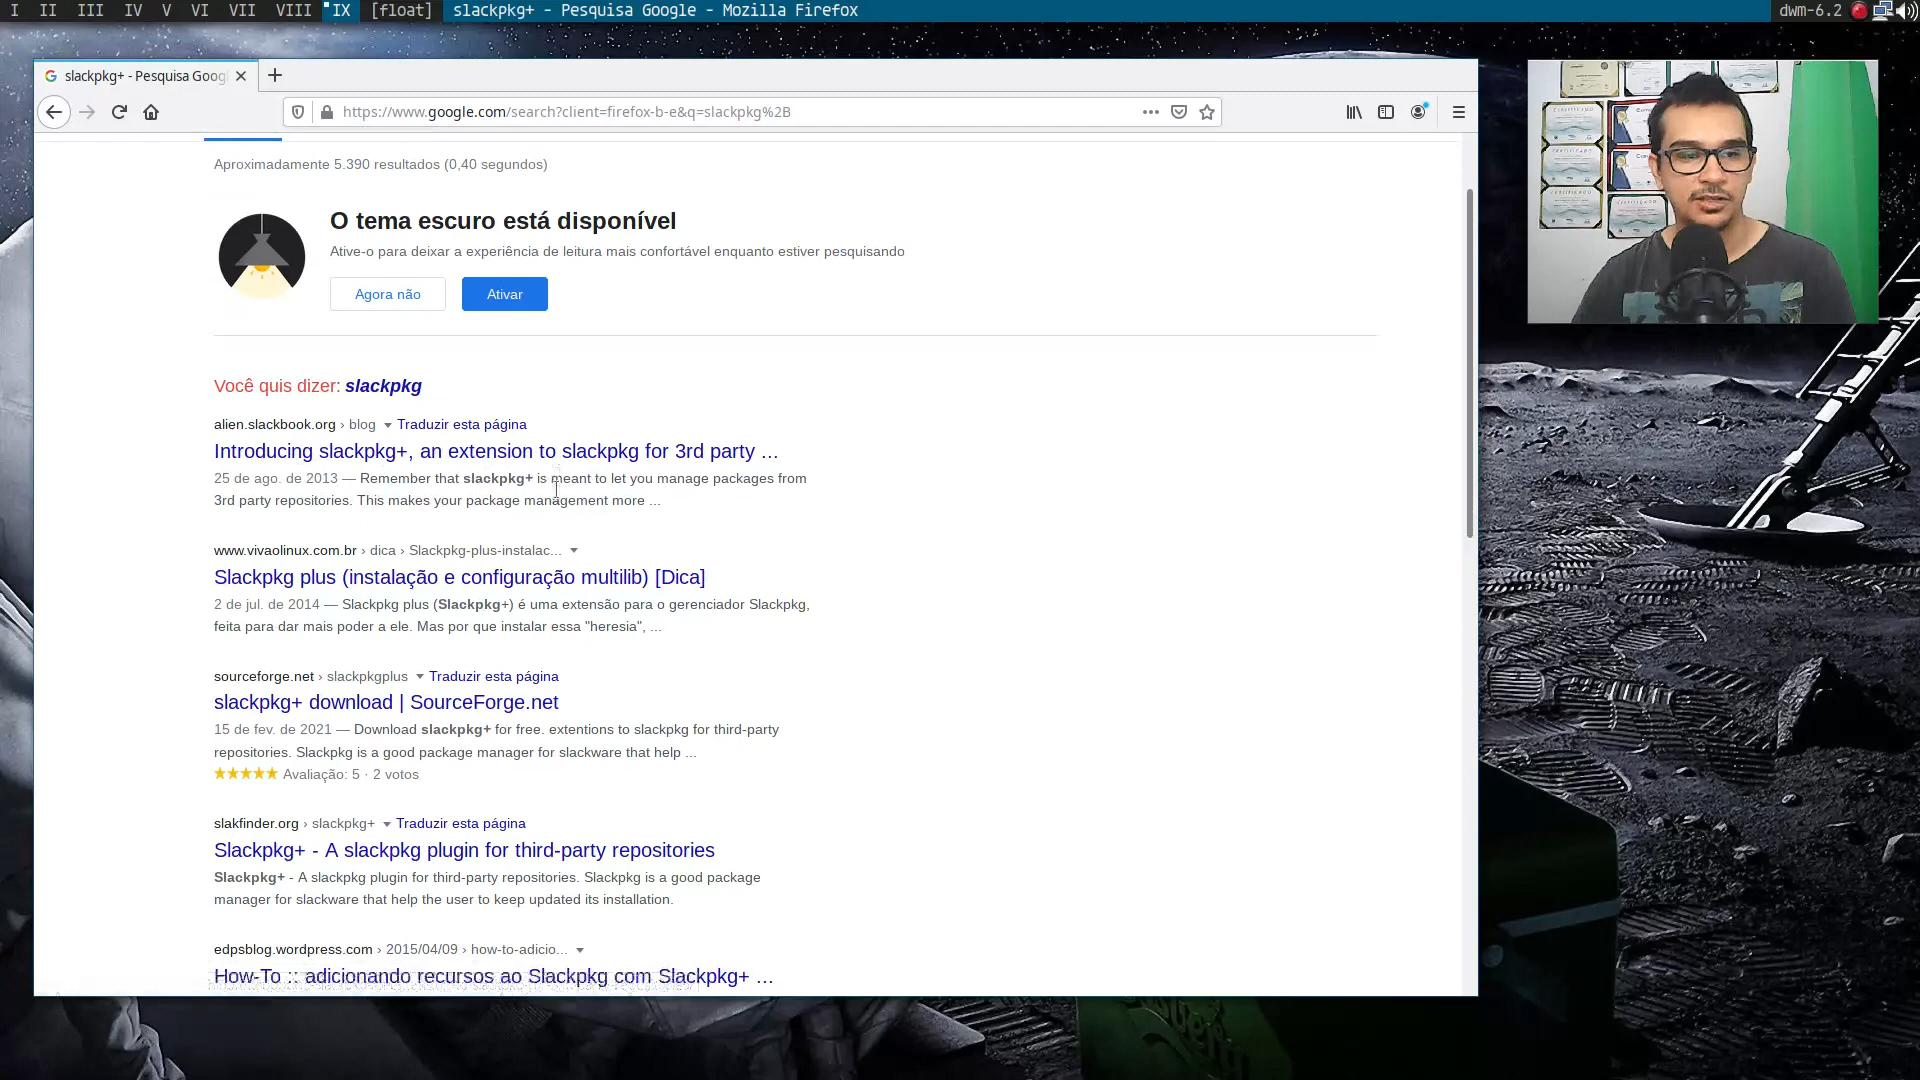 I II III IV V VI VII VIII IX [float] slackpkg+ - Pesquisa Google - Mozilla Firefox dwm-6.2
slackpkg+ - Pesquisa Goog
https://www.google.com/search?client=firefox-b-e&q=slackpkg%2B
Aproximadamente 5.390 resultados (0,40 segundos)
O tema escuro está disponível
Ative-o para deixar a experiência de leitura mais confortável enquanto estiver pesquisando
Agora não Ativar
Você quis dizer: slackpkg
alien.slackbook.org › blog Traduzir esta página
Introducing slackpkg+, an extension to slackpkg for 3rd party ...
25 de ago. de 2013 — Remember that slackpkg+ is meant to let you manage packages from
3rd party repositories. This makes your package management more ...
www.vivaolinux.com.br › dica › Slackpkg-plus-instalac...
Slackpkg plus (instalação e configuração multilib) [Dica]
2 de jul. de 2014 — Slackpkg plus (Slackpkg+) é uma extensão para o gerenciador Slackpkg,
feita para dar mais poder a ele. Mas por que instalar essa "heresia", ...
sourceforge.net › slackpkgplus Traduzir esta página
slackpkg+ download | SourceForge.net
15 de fev. de 2021 — Download slackpkg+ for free. extentions to slackpkg for third-party
repositories. Slackpkg is a good package manager for slackware that help ...
Avaliação: 5 · 2 votos
slakfinder.org › slackpkg+ Traduzir esta página
Slackpkg+ - A slackpkg plugin for third-party repositories
Slackpkg+ - A slackpkg plugin for third-party repositories. Slackpkg is a good package
manager for slackware that help the user to keep updated its installation.
edpsblog.wordpress.com › 2015/04/09 › how-to-adicio...
How-To :: adicionando recursos ao Slackpkg com Slackpkg+ ...